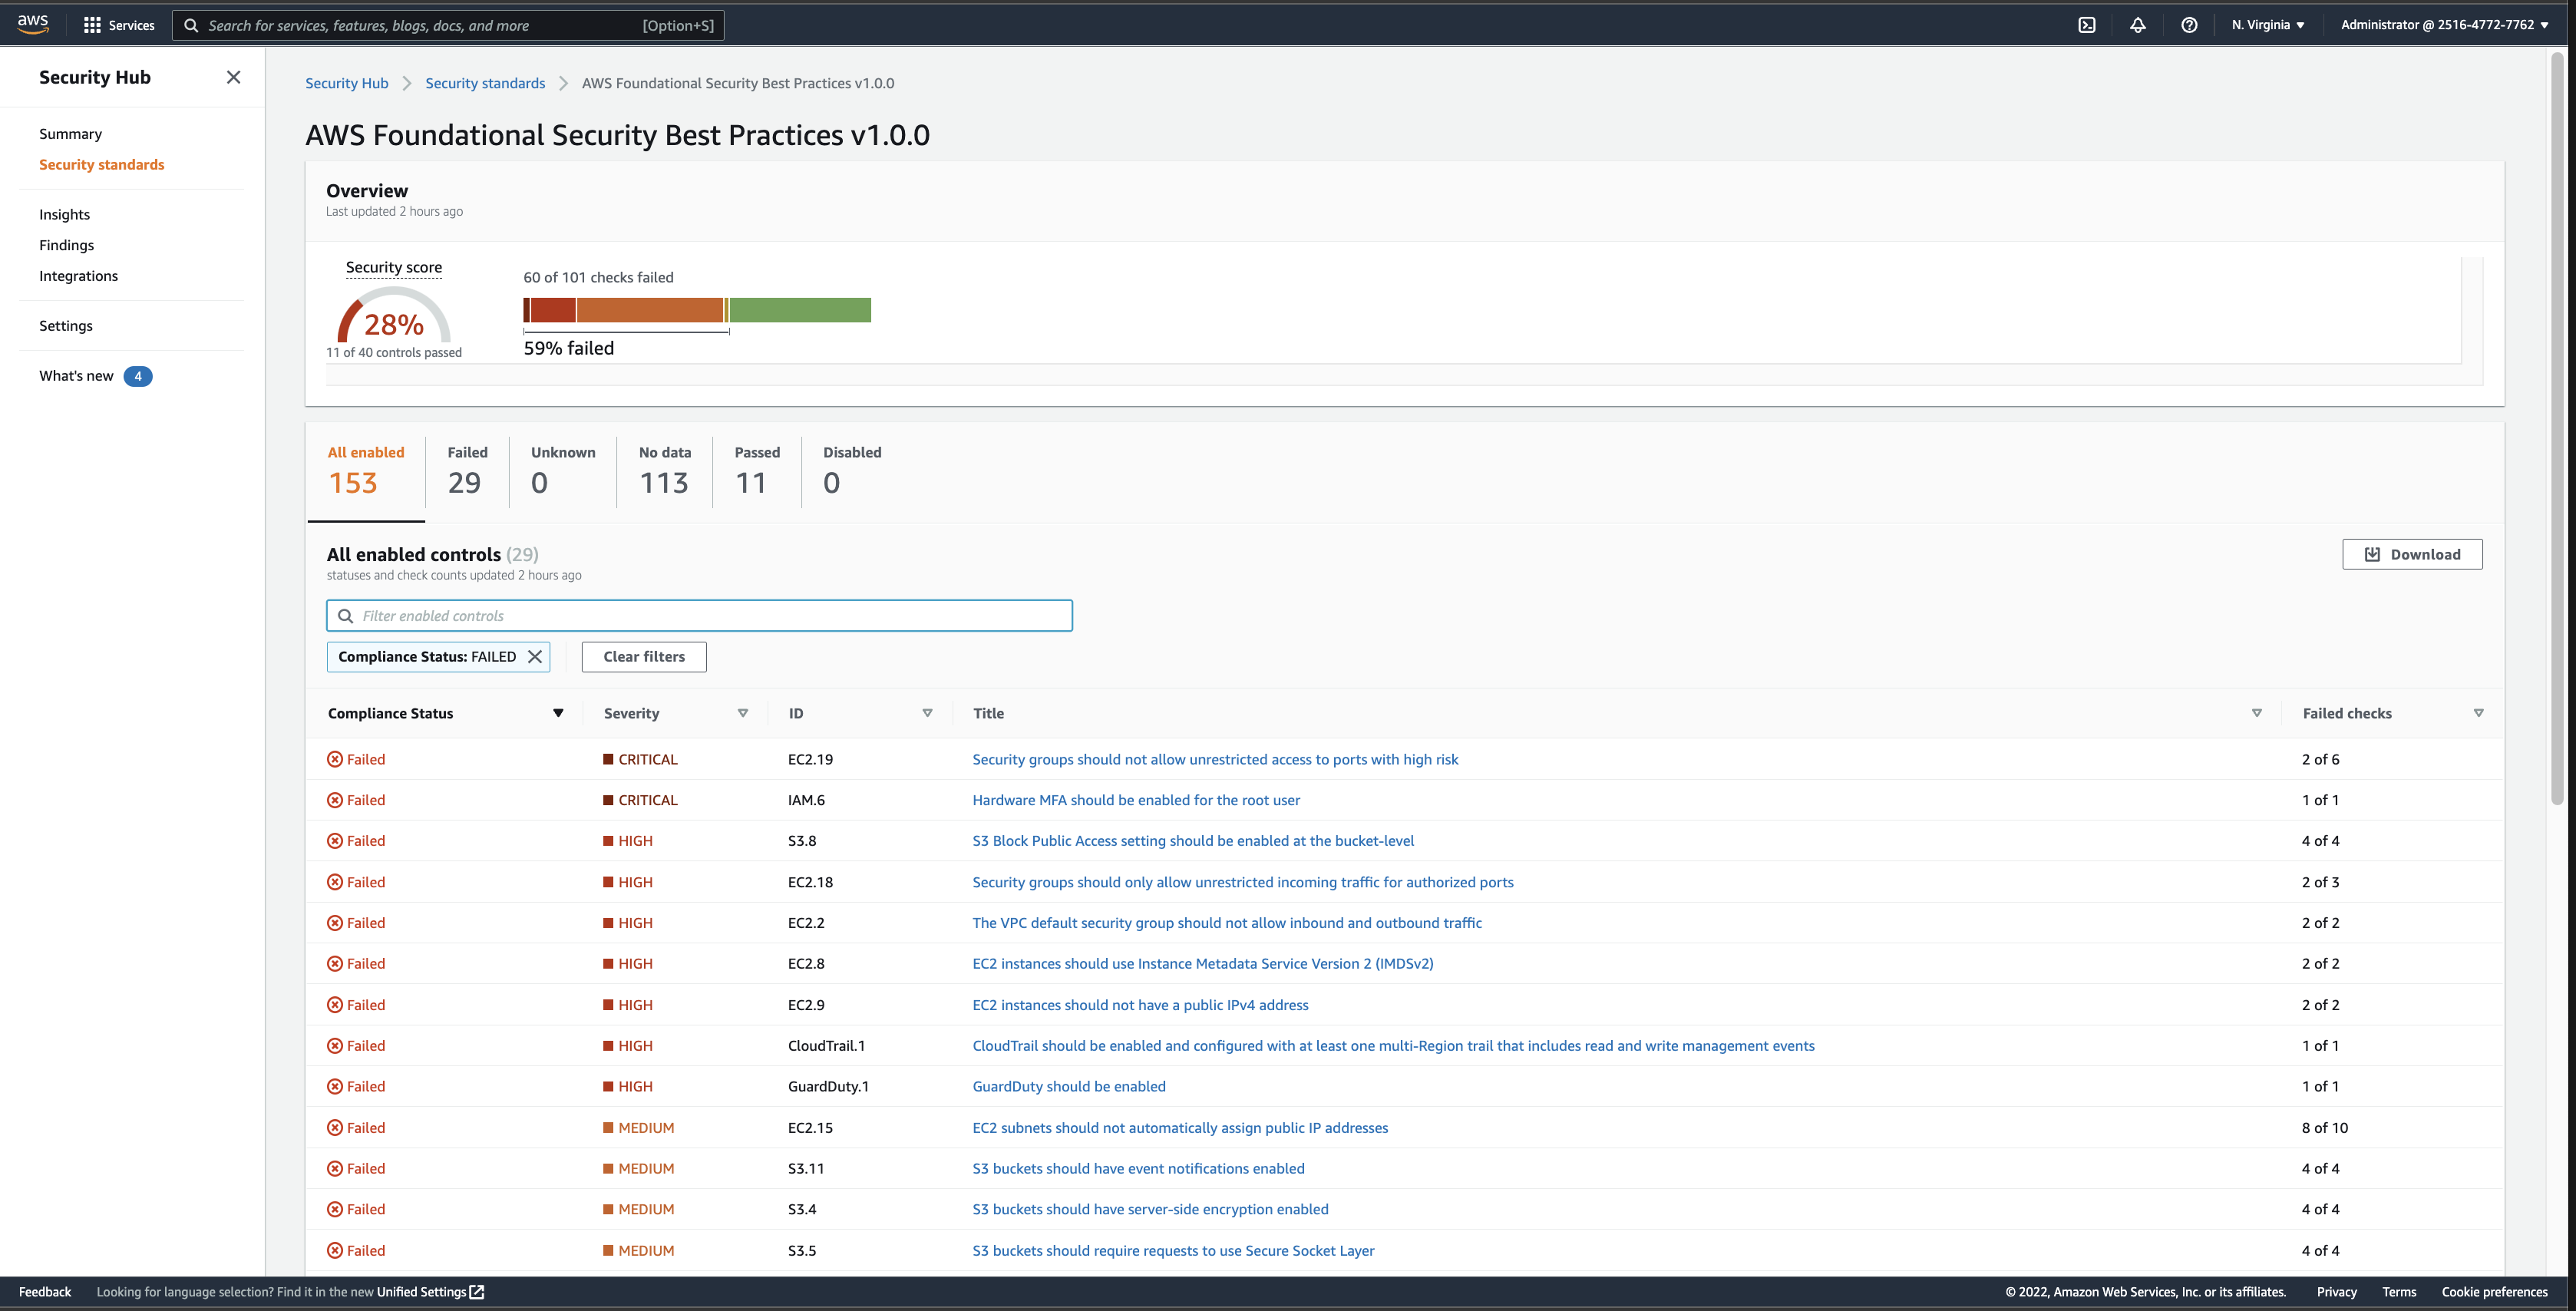 aws Services Search for services, features, blogs, docs, and more [Option+S] N. Virginia Administrator @ 2516-4772-7762
Security Hub
Summary
Security standards
Insights
Findings
Integrations
Settings
What's new 4
Security Hub Security standards AWS Foundational Security Best Practices v1.0.0
AWS Foundational Security Best Practices v1.0.0
Overview
Last updated 2 hours ago
Security score
28%
11 of 40 controls passed
60 of 101 checks failed
59% failed
All enabled Failed Unknown No data Passed Disabled
153 29 0 113 11 0
All enabled controls (29)
statuses and check counts updated 2 hours ago
Download
Filter enabled controls
Compliance Status: FAILED Clear filters
Compliance Status Severity ID Title Failed checks
Failed CRITICAL EC2.19 Security groups should not allow unrestricted access to ports with high risk 2 of 6
Failed CRITICAL IAM.6 Hardware MFA should be enabled for the root user 1 of 1
Failed HIGH S3.8 S3 Block Public Access setting should be enabled at the bucket-level 4 of 4
Failed HIGH EC2.18 Security groups should only allow unrestricted incoming traffic for authorized ports 2 of 3
Failed HIGH EC2.2 The VPC default security group should not allow inbound and outbound traffic 2 of 2
Failed HIGH EC2.8 EC2 instances should use Instance Metadata Service Version 2 (IMDSv2) 2 of 2
Failed HIGH EC2.9 EC2 instances should not have a public IPv4 address 2 of 2
Failed HIGH CloudTrail.1 CloudTrail should be enabled and configured with at least one multi-Region trail that includes read and write management events 1 of 1
Failed HIGH GuardDuty.1 GuardDuty should be enabled 1 of 1
Failed MEDIUM EC2.15 EC2 subnets should not automatically assign public IP addresses 8 of 10
Failed MEDIUM S3.11 S3 buckets should have event notifications enabled 4 of 4
Failed MEDIUM S3.4 S3 buckets should have server-side encryption enabled 4 of 4
Failed MEDIUM S3.5 S3 buckets should require requests to use Secure Socket Layer 4 of 4
Feedback Looking for language selection? Find it in the new Unified Settings © 2022, Amazon Web Services, Inc. or its affiliates. Privacy Terms Cookie preferences